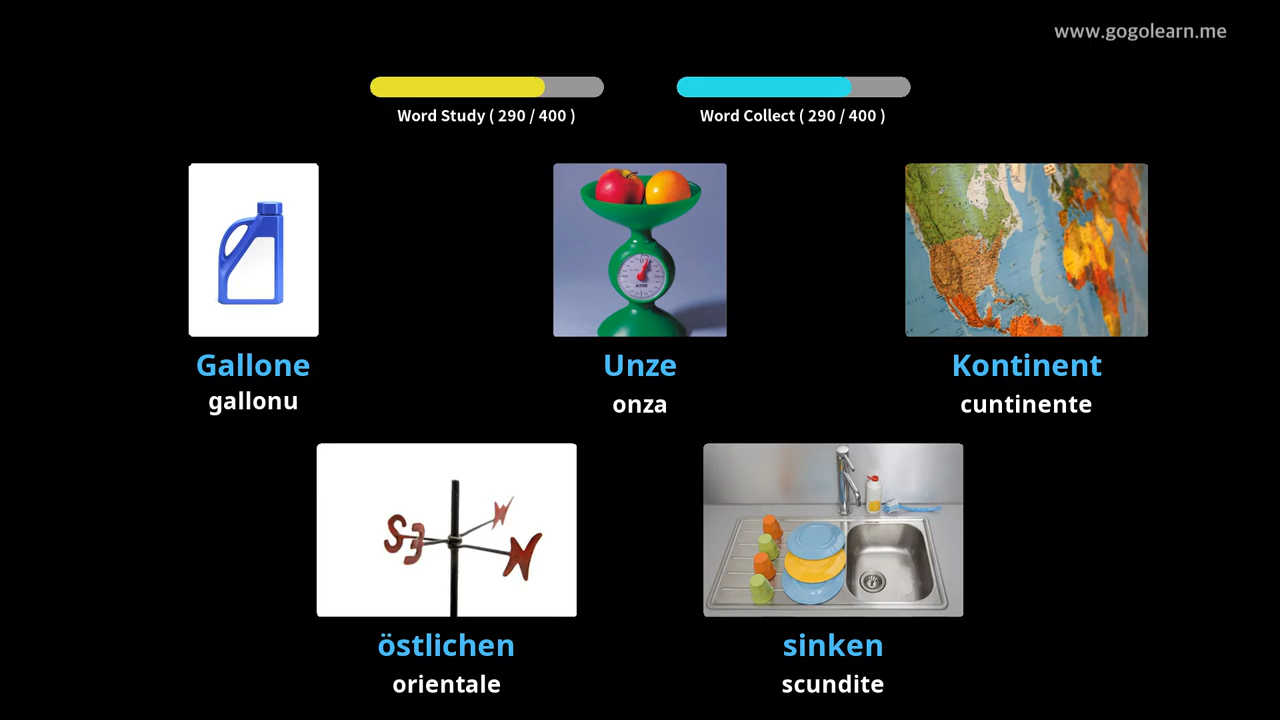 www.gogolearn.me
Word Study ( 290 / 400 )
Word Collect ( 290 / 400 )
Gallone
gallonu
Unze
onza
Kontinent
cuntinente
S
E
N
W
östlichen
orientale
sinken
scundite